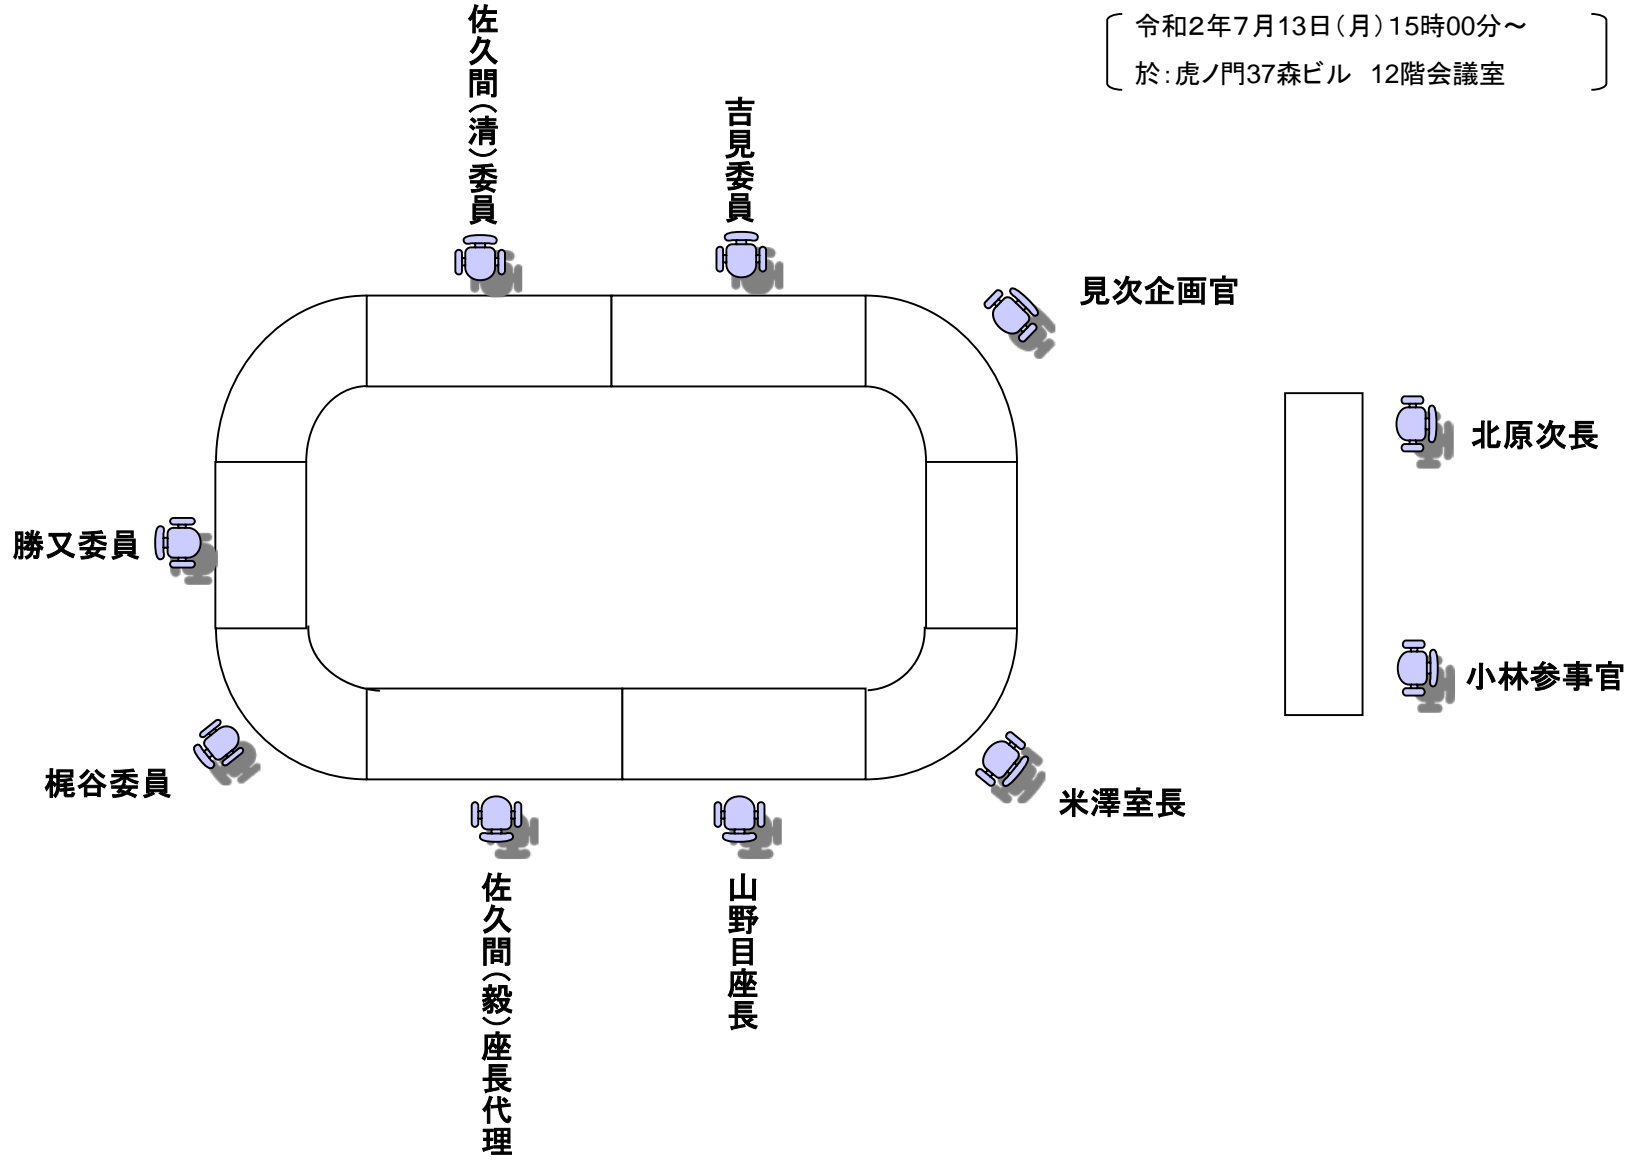 令和2年7月13日（月）15時00分～
於：虎ノ門37森ビル　12階会議室
佐久間（清）委員
吉見委員
見次企画官
北原次長
勝又委員
小林参事官
梶谷委員
米澤室長
佐久間（毅）座長代理
山野目座長